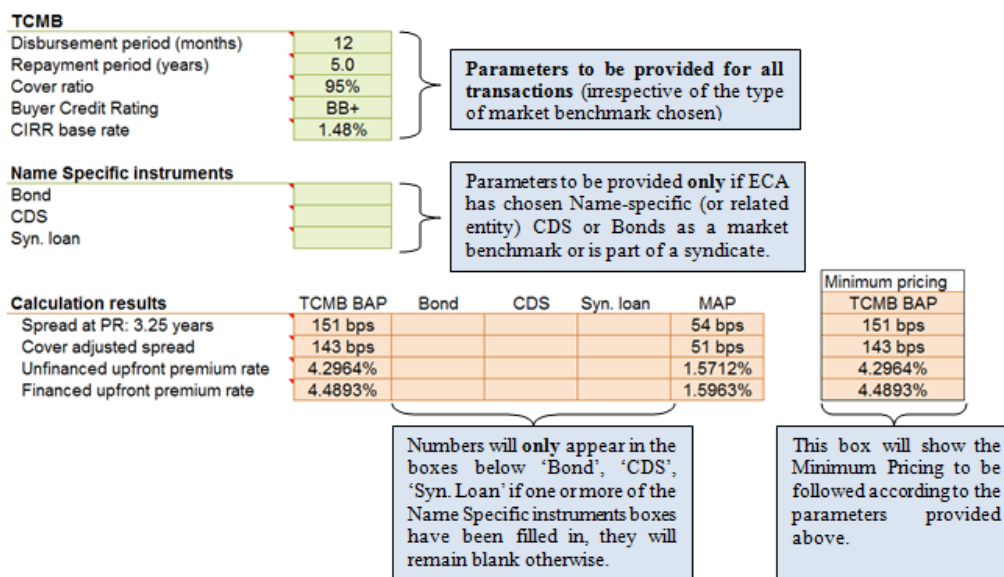 TCMB
Disbursement period (months) 12
Repayment period (years) 5.0
Cover ratio 95%
Buyer Credit Rating BB+
CIRR base rate 1.48%
Parameters to be provided for all
transactions (irrespective of the type
of market benchmark chosen)
Name Specific instruments
Bond
CDS
Syn. loan
Parameters to be provided only if ECA
has chosen Name-specific (or related
entity) CDS or Bonds as a market
benchmark or is part of a syndicate.
Minimum pricing
Calculation results TCMB BAP Bond CDS Syn. loan MAP TCMB BAP
Spread at PR: 3.25 years 151 bps 54 bps 151 bps
Cover adjusted spread 143 bps 51 bps 143 bps
Unfinanced upfront premium rate 4.2964% 1.5712% 4.2964%
Financed upfront premium rate 4.4893% 1.5963% 4.4893%
Numbers will only appear in the
boxes below ‘Bond’, ‘CDS’,
‘Syn. Loan’ if one or more of the
Name Specific instruments boxes
have been filled in, they will
remain blank otherwise.
This box will show the
Minimum Pricing to be
followed according to the
parameters provided
above.